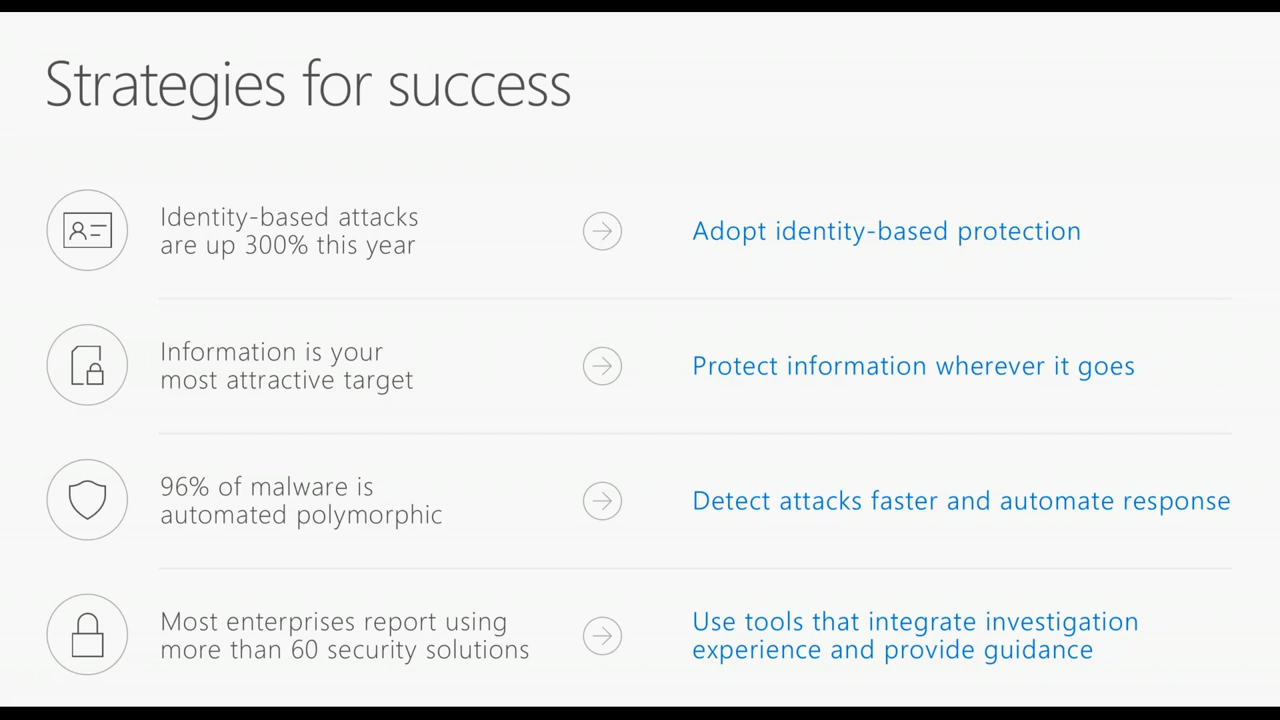 Strategies for success
Identity-based attacks
are up 300% this year
Adopt identity-based protection
Information is your
most attractive target
Protect information wherever it goes
96% of malware is
automated polymorphic
Detect attacks faster and automate response
Most enterprises report using
more than 60 security solutions
Use tools that integrate investigation
experience and provide guidance